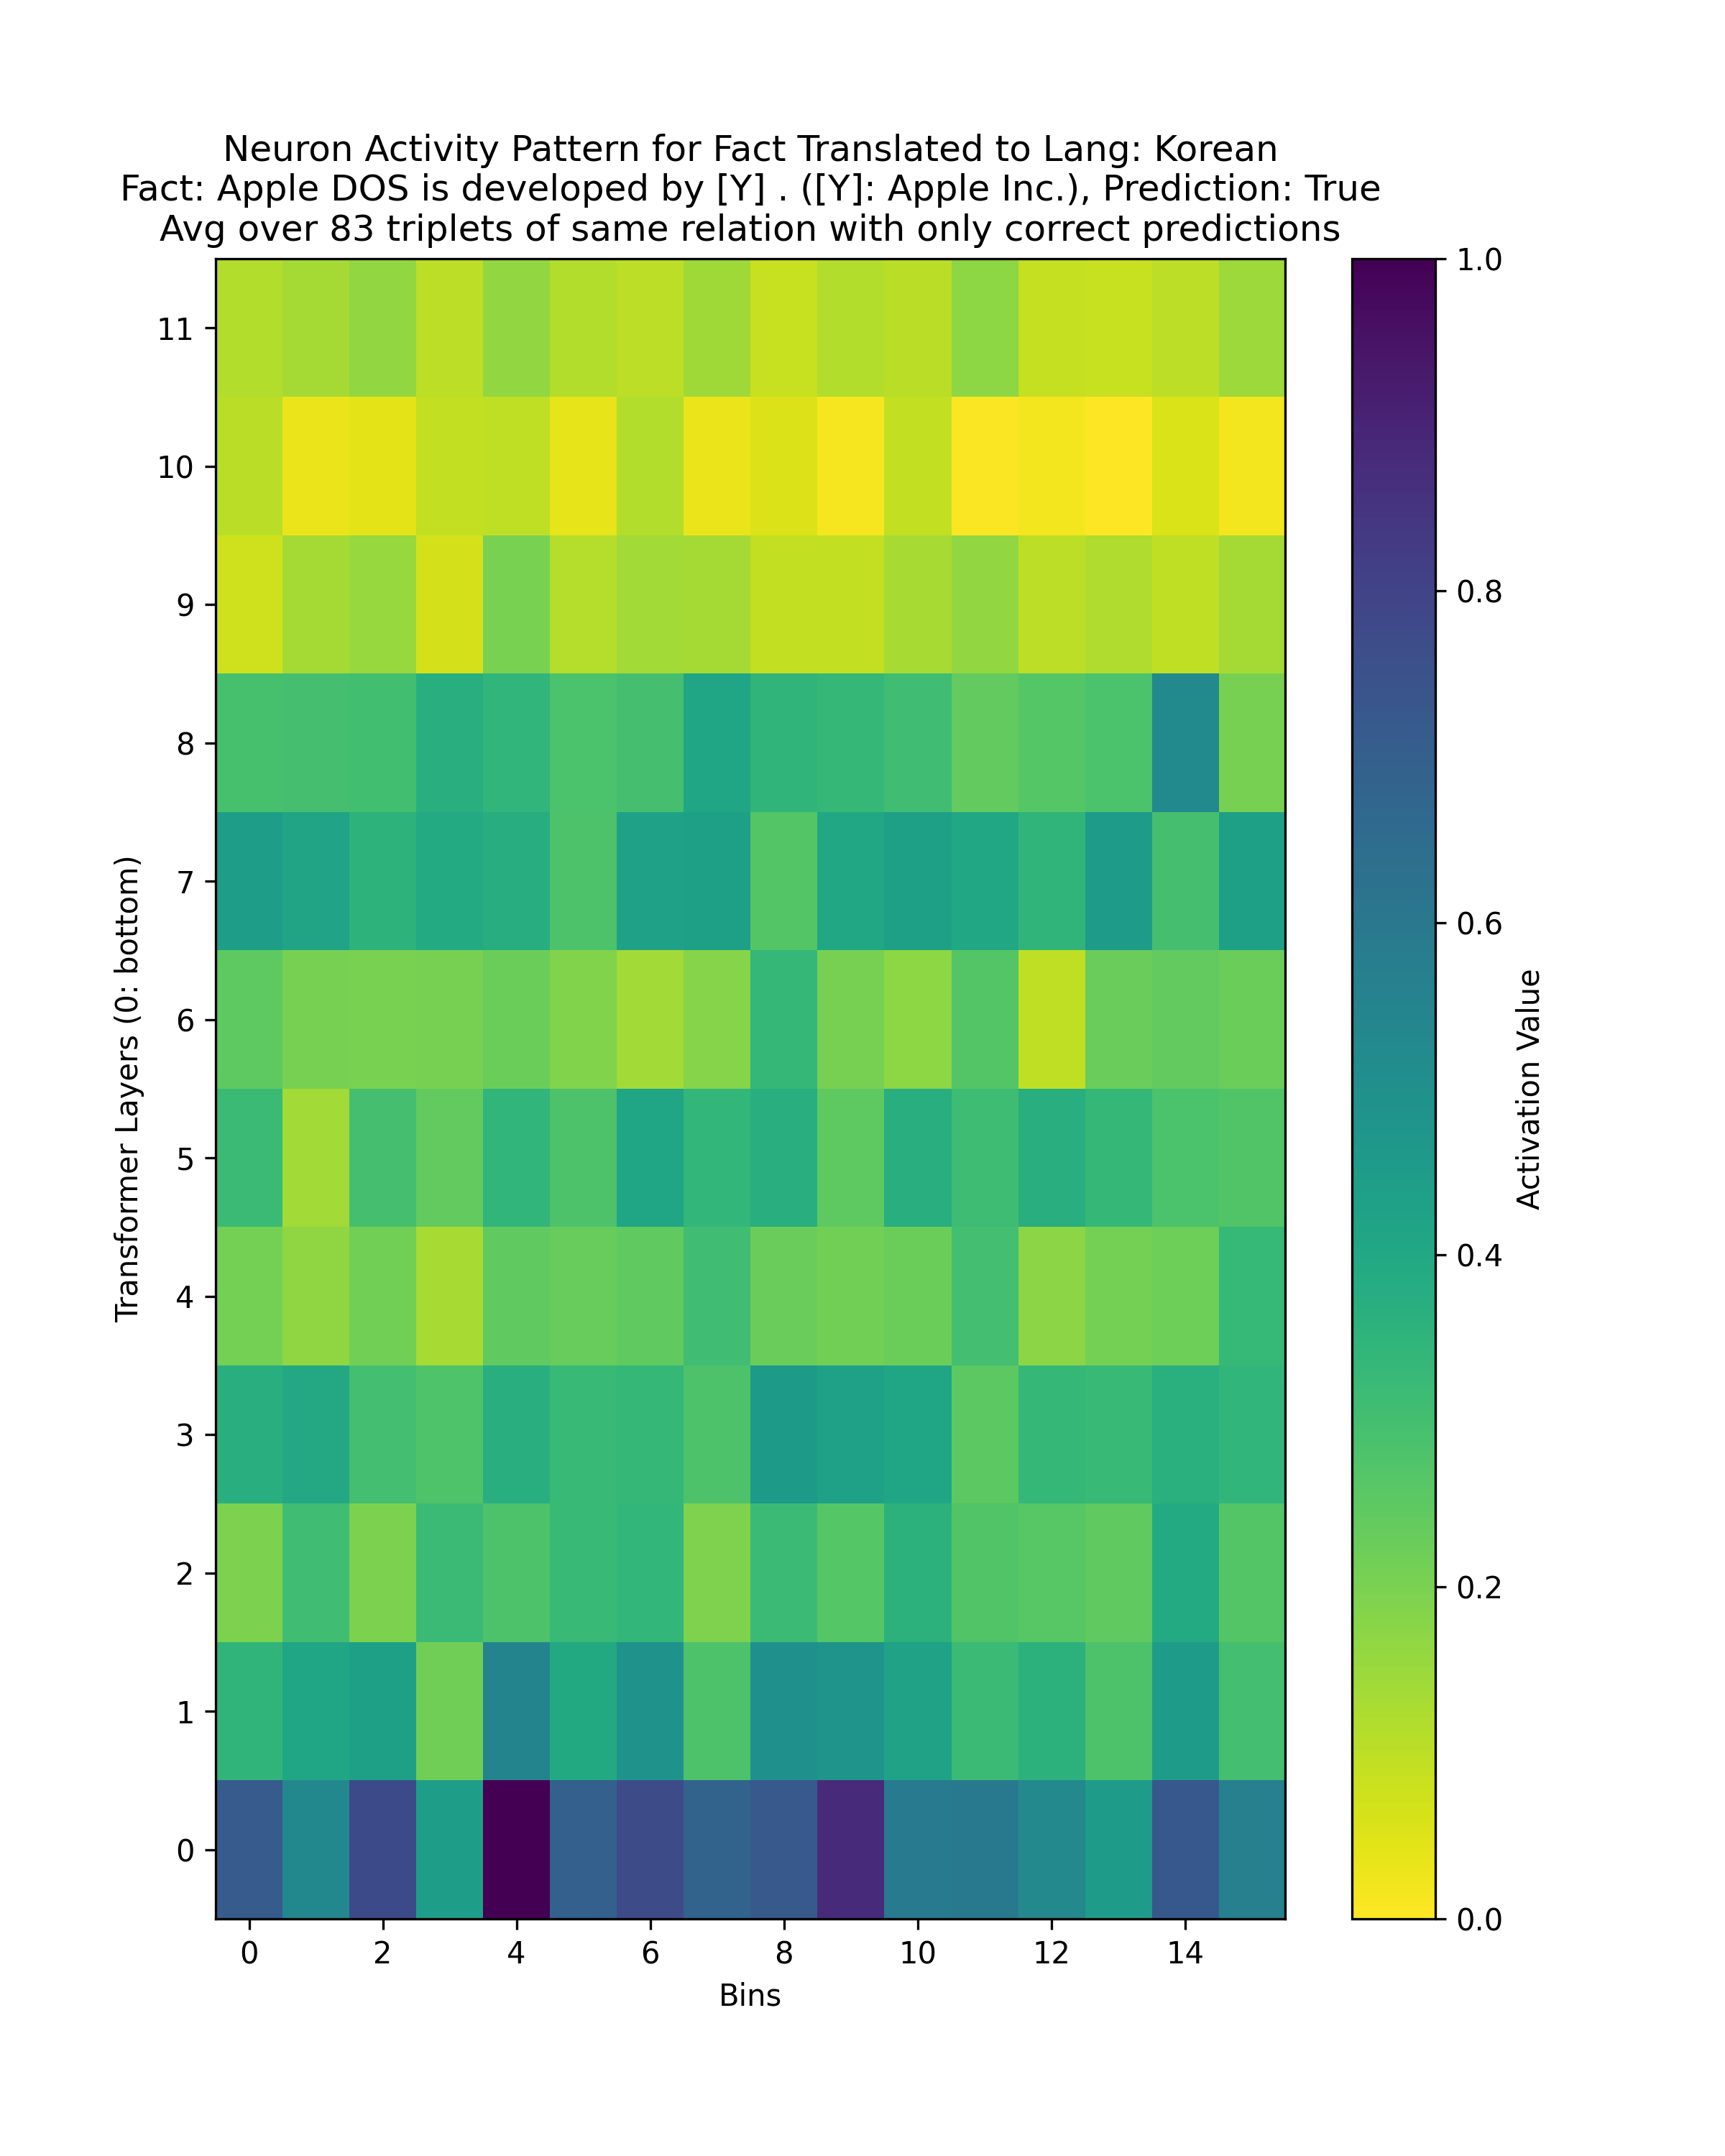 Neuron Activity Pattern for Fact Translated to Lang: Korean
Fact: Apple DOS is developed by [Y] . ([Y]: Apple Inc.), Prediction: True
Avg over 83 triplets of same relation with only correct predictions
11
10
9
8
7
6
5
4
3
2
1
0
Transformer Layers (0: bottom)
0 2 4 6 8 10 12 14
Bins
1.0
0.8
0.6
0.4
0.2
0.0
Activation Value